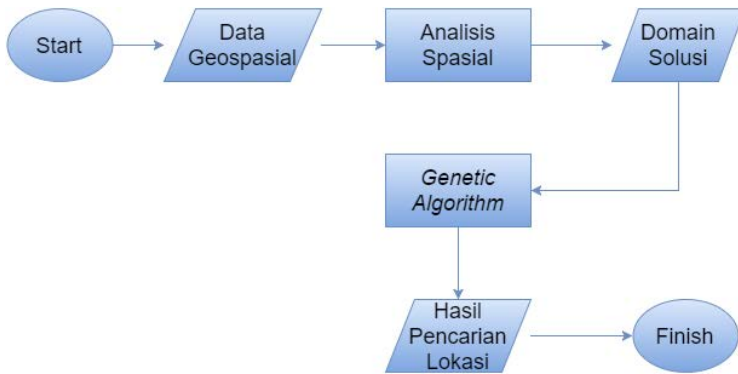 Start
Data
Geospasial
Analisis
Spasial
Domain
Solusi
Genetic
Algorithm
Hasil
Pencarian
Lokasi
Finish